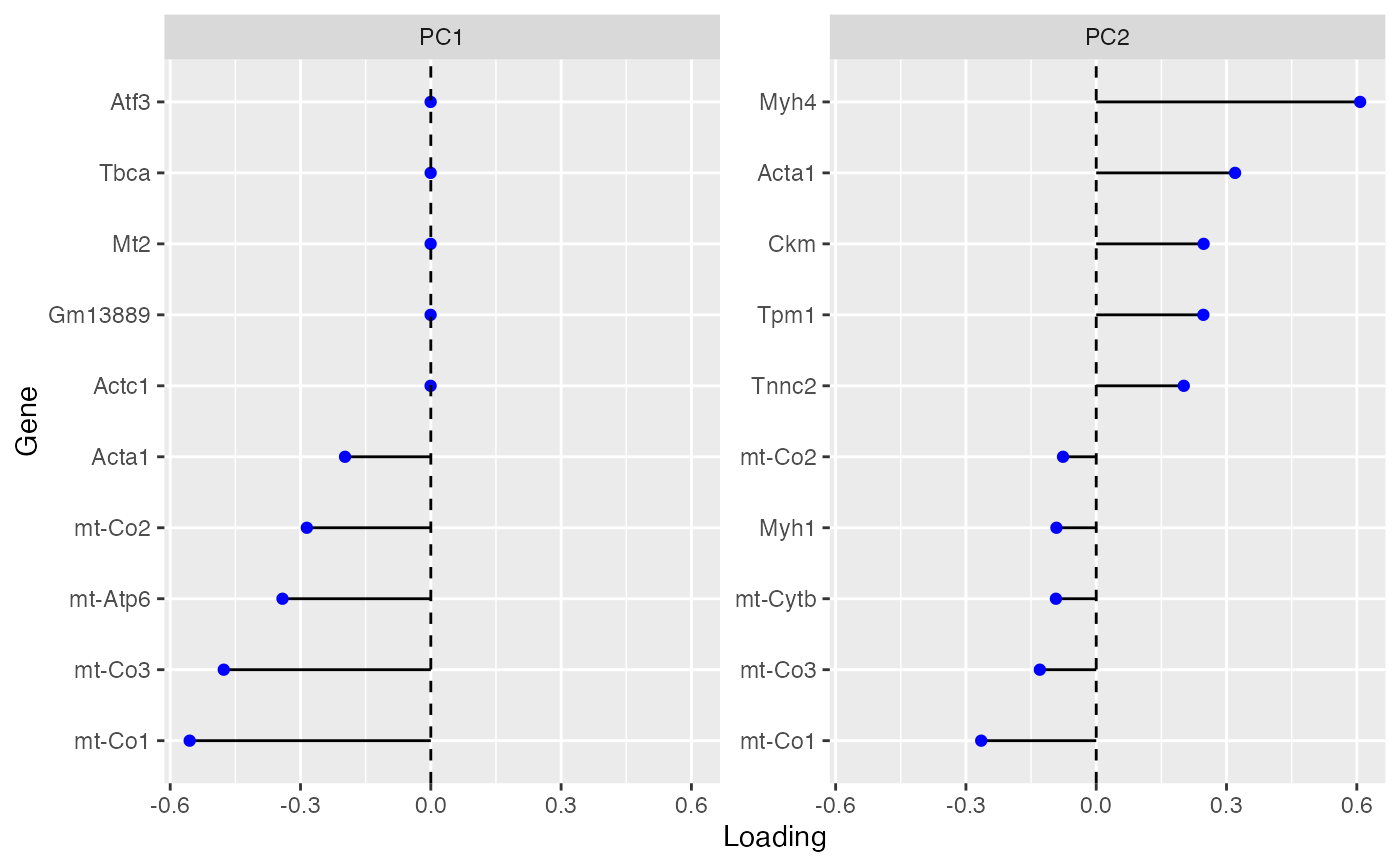 PC1
PC2
Gene
Atf3
Tbca
Mt2
Gm13889
Actc1
Acta1
mt-Co2
mt-Atp6
mt-Co3
mt-Co1
-0.6 -0.3 0.0 0.3 0.6
Myh4
Acta1
Ckm
Tpm1
Tnnc2
mt-Co2
Myh1
mt-Cytb
mt-Co3
mt-Co1
-0.6 -0.3 0.0 0.3 0.6
Loading